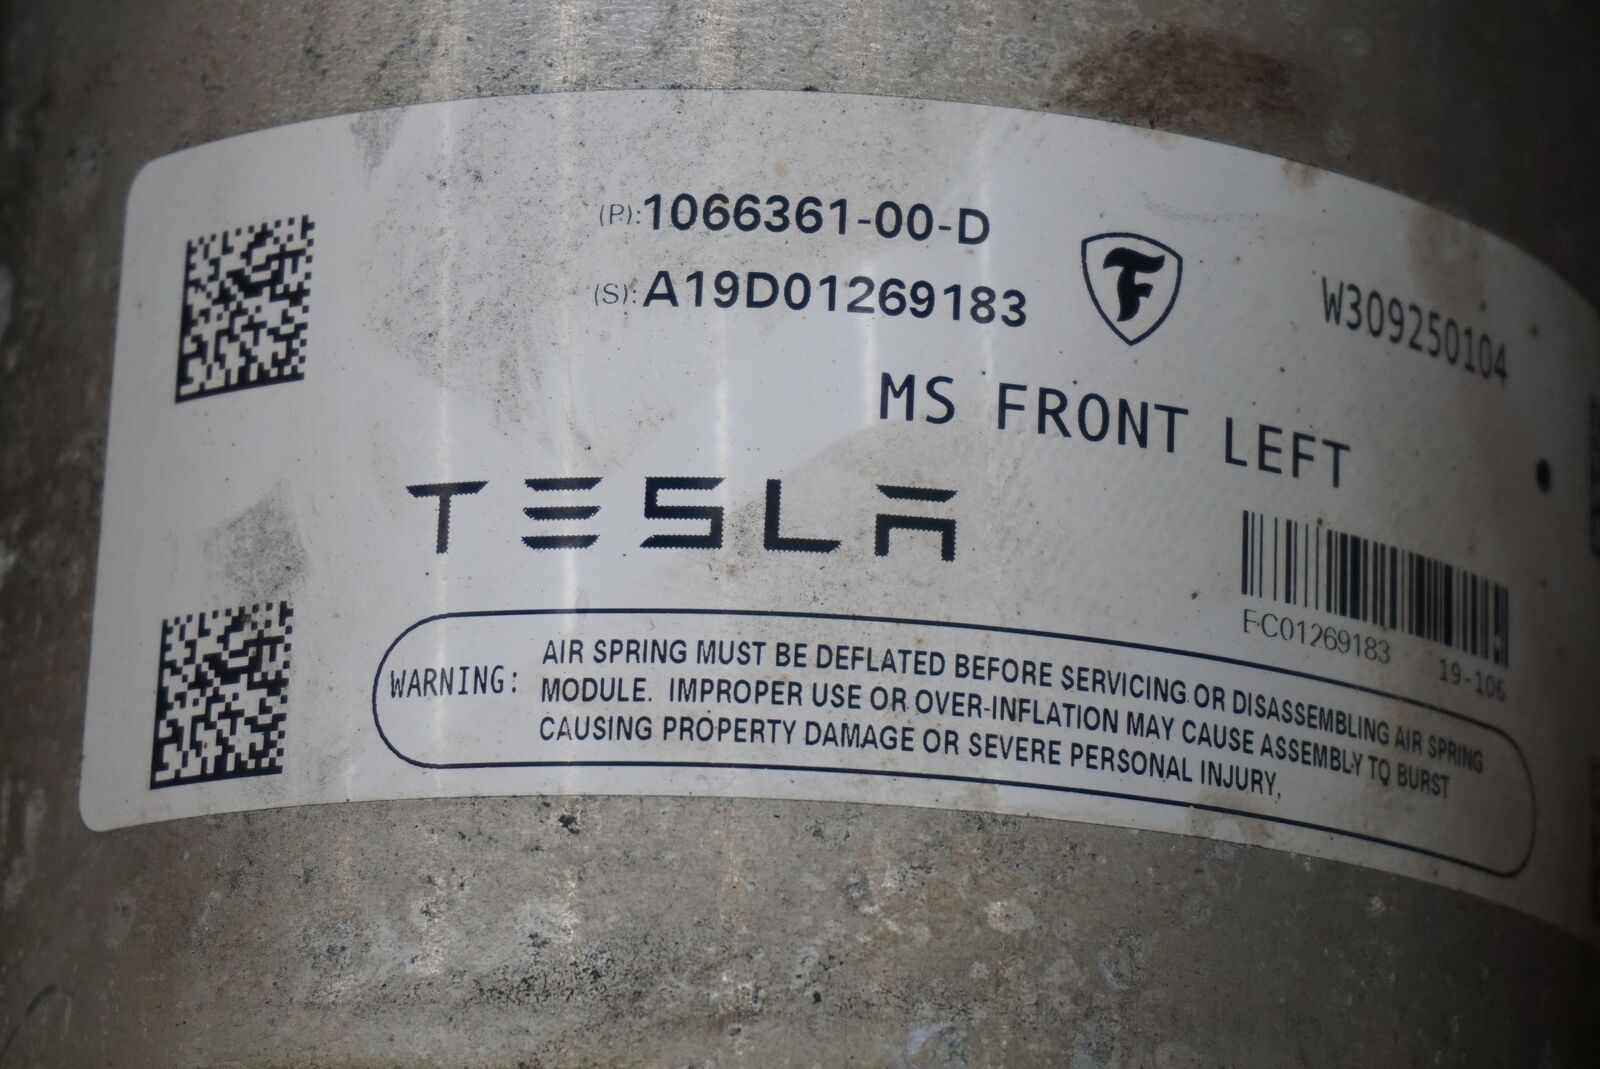 (P):1066361-00-D
(S):A19D01269183
F
W309250104
MS FRONT LEFT
TESLA
FC01269183 19-106
WARNING:
AIR SPRING MUST BE DEFLATED BEFORE SERVICING OR DISASSEMBLING AIR SPRING
MODULE. IMPROPER USE OR OVER-INFLATION MAY CAUSE ASSEMBLY TO BURST
CAUSING PROPERTY DAMAGE OR SEVERE PERSONAL INJURY.